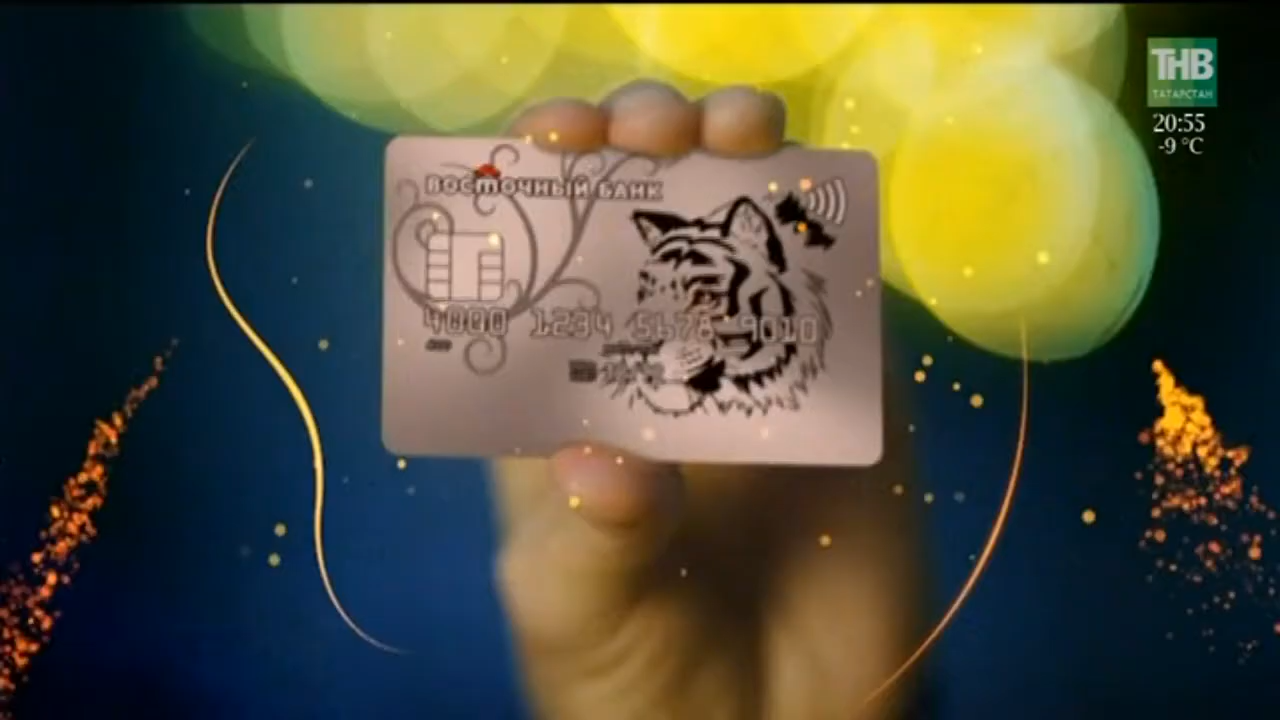 ТНВ
ТАТАРСТАН
20:55
-9 °C
ВОСТОЧНЫЙ БАНК
4000 1234 5678 9010